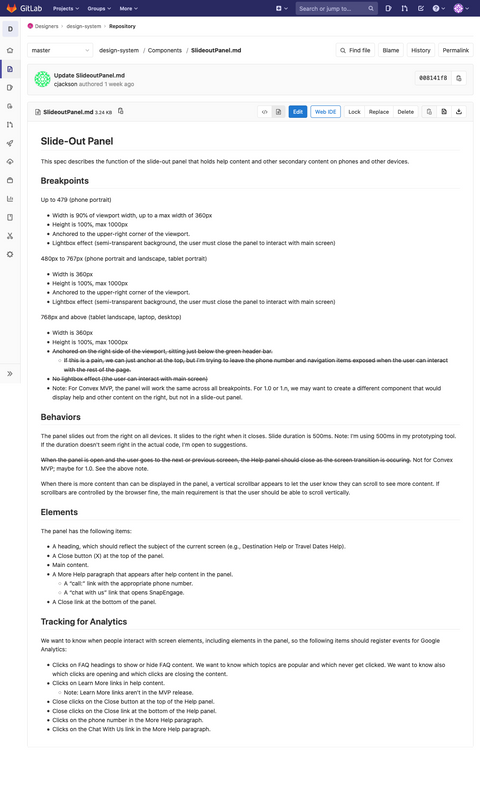 GitLab
Projects
Groups
More
Search or jump to...
D
Designers › design-system › Repository
master
design-system / Components / SlideoutPanel.md
Find file
Blame
History
Permalink
Update SlideoutPanel.md
cjackson authored 1 week ago
008141f8
SlideoutPanel.md 3.24 KB
Edit
Web IDE
Lock
Replace
Delete
Slide-Out Panel
This spec describes the function of the slide-out panel that holds help content and other secondary content on phones and other devices.
Breakpoints
Up to 479 (phone portrait)
• Width is 90% of viewport width, up to a max width of 360px
• Height is 100%, max 1000px
• Anchored to the upper-right corner of the viewport.
• Lightbox effect (semi-transparent background, the user must close the panel to interact with main screen)
480px to 767px (phone portrait and landscape, tablet portrait)
• Width is 360px
• Height is 100%, max 1000px
• Anchored to the upper-right corner of the viewport.
• Lightbox effect (semi-transparent background, the user must close the panel to interact with main screen)
768px and above (tablet landscape, laptop, desktop)
• Width is 360px
• Height is 100%, max 1000px
• Anchored on the right side of the viewport, sitting just below the green header bar.
○ If this is a pain, we can just anchor at the top, but I'm trying to leave the phone number and navigation items exposed when the user can interact
with the rest of the page.
• No lightbox effect (the user can interact with main screen)
• Note: For Convex MVP, the panel will work the same across all breakpoints. For 1.0 or 1.n, we may want to create a different component that would
display help and other content on the right, but not in a slide-out panel.
Behaviors
The panel slides out from the right on all devices. It slides to the right when it closes. Slide duration is 500ms. Note: I'm using 500ms in my prototyping tool.
If the duration doesn't seem right in the actual code, I'm open to suggestions.
When the panel is open and the user goes to the next or previous screeen, the Help panel should close as the screen transition is occuring. Not for Convex
MVP; maybe for 1.0. See the above note.
When there is more content than can be displayed in the panel, a vertical scrollbar appears to let the user know they can scroll to see more content. If
scrollbars are controlled by the browser fine, the main requirement is that the user should be able to scroll vertically.
Elements
The panel has the following items:
• A heading, which should reflect the subject of the current screen (e.g., Destination Help or Travel Dates Help).
• A Close button (X) at the top of the panel.
• Main content.
• A More Help paragraph that appears after help content in the panel.
○ A "call:" link with the appropriate phone number.
○ A "chat with us" link that opens SnapEngage.
• A Close link at the bottom of the panel.
Tracking for Analytics
We want to know when people interact with screen elements, including elements in the panel, so the following items should register events for Google
Analytics:
• Clicks on FAQ headings to show or hide FAQ content. We want to know which topics are popular and which never get clicked. We want to know also
which clicks are opening and which clicks are closing the content.
• Clicks on Learn More links in help content.
○ Note: Learn More links aren't in the MVP release.
• Close clicks on the Close button at the top of the Help panel.
• Close clicks on the Close link at the bottom of the Help panel.
• Clicks on the phone number in the More Help paragraph.
• Clicks on the Chat With Us link in the More Help paragraph.